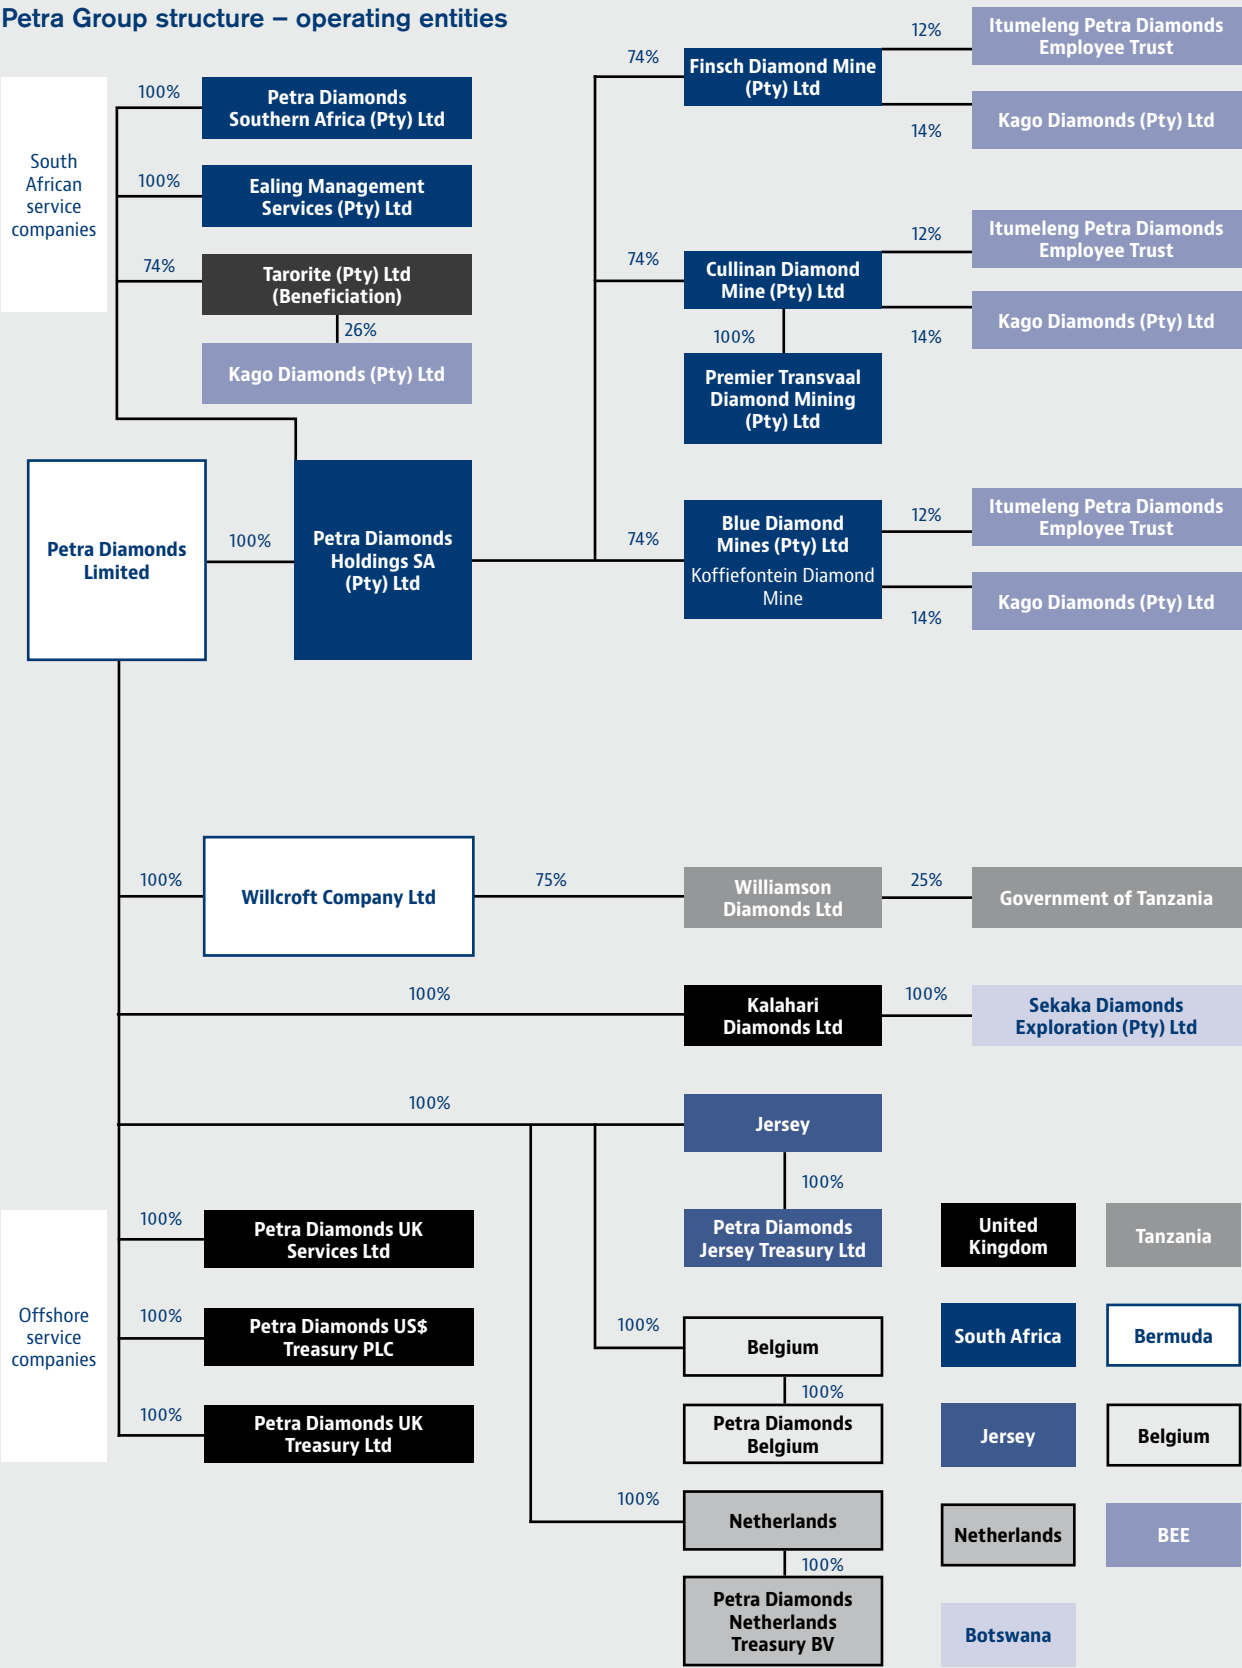 Petra Group structure – operating entities
South
African
service
companies
100%
Petra Diamonds
Southern Africa (Pty) Ltd
100%
Ealing Management
Services (Pty) Ltd
74%
Tarorite (Pty) Ltd
(Beneficiation)
26%
Kago Diamonds (Pty) Ltd
Petra Diamonds
Limited
100%
Petra Diamonds
Holdings SA
(Pty) Ltd
74%
Finsch Diamond Mine
(Pty) Ltd
12%
Itumeleng Petra Diamonds
Employee Trust
14%
Kago Diamonds (Pty) Ltd
74%
Cullinan Diamond
Mine (Pty) Ltd
12%
Itumeleng Petra Diamonds
Employee Trust
14%
Kago Diamonds (Pty) Ltd
100%
Premier Transvaal
Diamond Mining
(Pty) Ltd
74%
Blue Diamond
Mines (Pty) Ltd
Koffiefontein Diamond
Mine
12%
Itumeleng Petra Diamonds
Employee Trust
14%
Kago Diamonds (Pty) Ltd
100%
Willcroft Company Ltd
75%
Williamson
Diamonds Ltd
25%
Government of Tanzania
100%
Kalahari
Diamonds Ltd
100%
Sekaka Diamonds
Exploration (Pty) Ltd
100%
Jersey
100%
Petra Diamonds
Jersey Treasury Ltd
Offshore
service
companies
100%
Petra Diamonds UK
Services Ltd
100%
Petra Diamonds US$
Treasury PLC
100%
Petra Diamonds UK
Treasury Ltd
100%
Belgium
100%
Petra Diamonds
Belgium
100%
Netherlands
100%
Petra Diamonds
Netherlands
Treasury BV
United
Kingdom
Tanzania
South Africa
Bermuda
Jersey
Belgium
Netherlands
BEE
Botswana